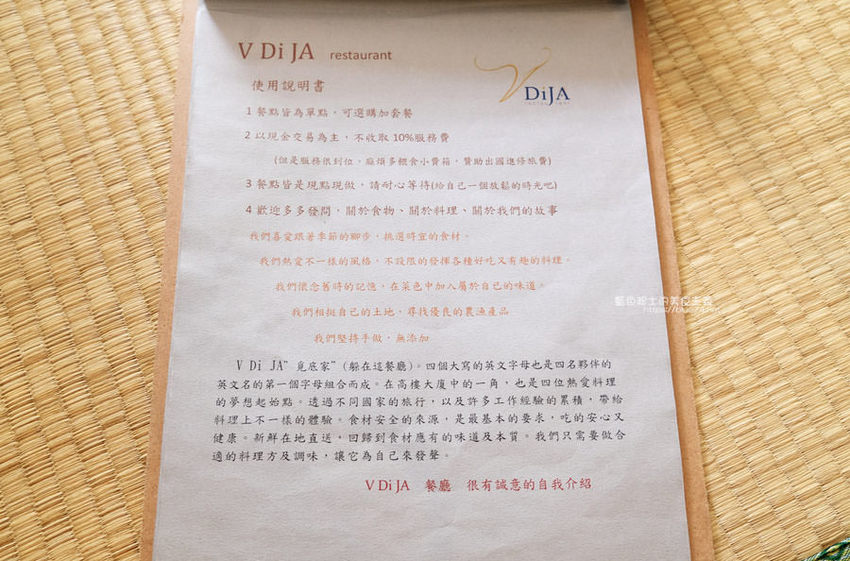 V Di JA restaurant
V DiJA
RESTAURANT
使用說明書
1 餐點皆為單點，可選購加套餐
2 以現金交易為主，不收取 10%服務費
(但是服務很到位，麻煩多餵食小費箱，贊助出國進修旅費)
3 餐點皆是現點現做，請耐心等待(給自己一個放鬆的時光吧)
4 歡迎多多發問，關於食物、關於料理、關於我們的故事
我們喜愛跟著季節的腳步，挑選時宜的食材。
我們熱愛不一樣的風格，不設限的發揮各種好吃又有趣的料理。
我們懷念舊時的記憶，在菜色中加入屬於自己的味道。
我們相挺自己的土地，尋找優良的農漁產品
我們堅持手做，無添加
V Di JA"覓底家"(躲在這餐廳)。四個大寫的英文字母也是四名夥伴的
英文名的第一個字母組合而成。在高樓大廈中的一角，也是四位熱愛料理
的夢想起始點。透過不同國家的旅行，以及許多工作經驗的累積，帶給
料理上不一樣的體驗。食材安全的來源，是最基本的要求，吃的安心又
健康。新鮮在地直送，回歸到食材應有的味道及本質。我們只需要做合
適的料理方及調味，讓它為自己來發聲。
V Di JA 餐廳 很有誠意的自我介紹